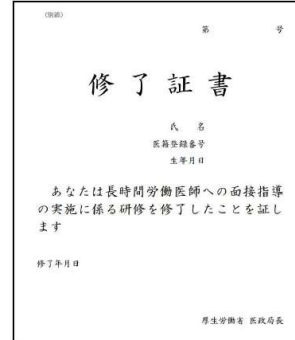 （別紙）
第　　　号
修了証書
氏　名
医籍登録番号
生年月日
あなたは長時間労働医師への面接指導
の実施に係る研修を修了したことを証し
ます
修了年月日
厚生労働省 医政局長